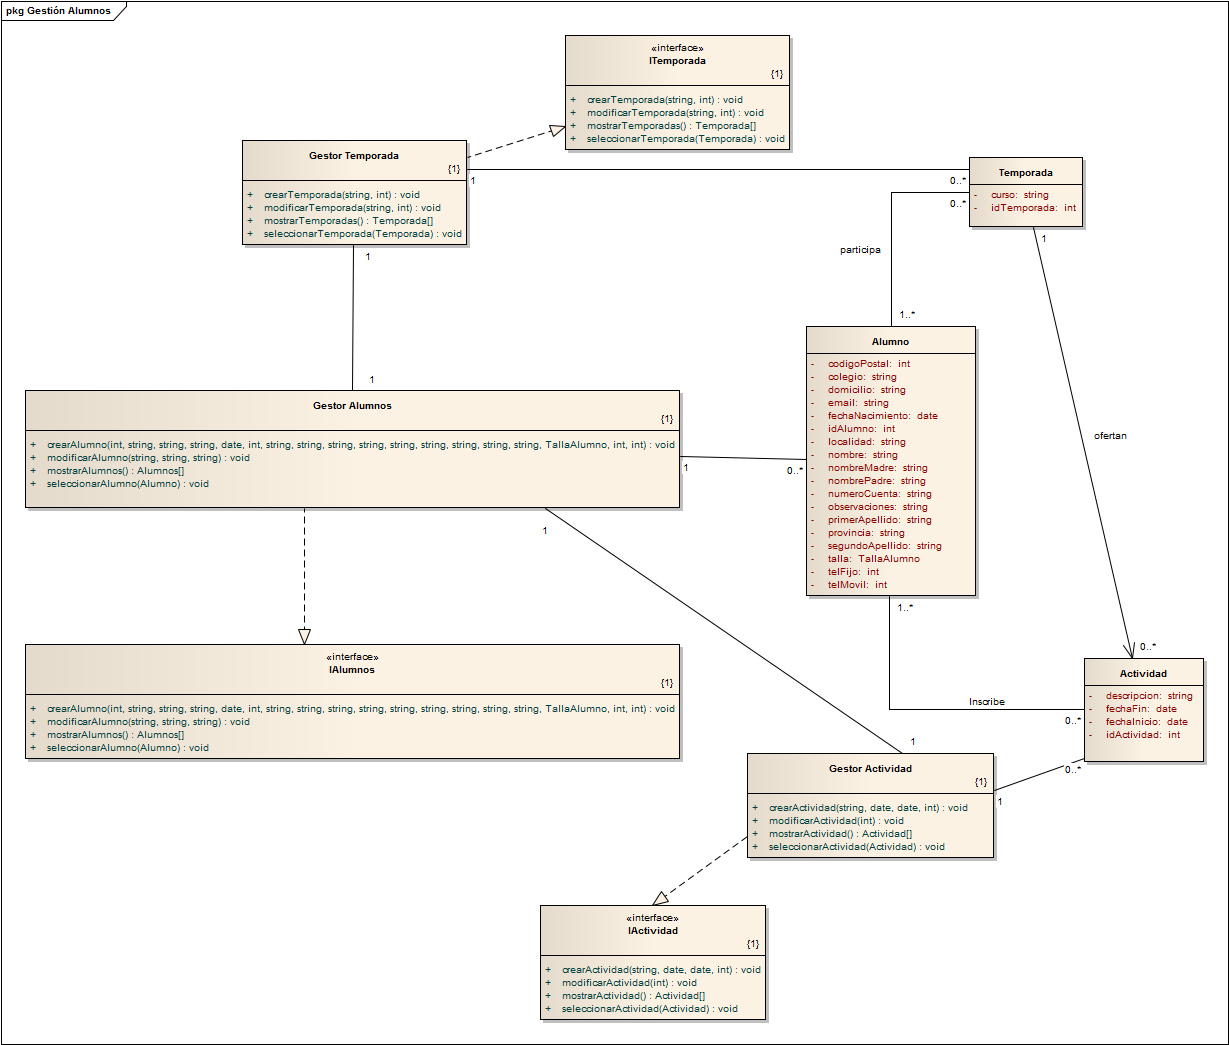 pkg Gestión Alumnos
«interface»
ITemporada
{1}
+ crearTemporada(string, int) : void
+ modificarTemporada(string, int) : void
+ mostrarTemporadas() : Temporada[]
+ seleccionarTemporada(Temporada) : void
Gestor Temporada
{1}
+ crearTemporada(string, int) : void
+ modificarTemporada(string, int) : void
+ mostrarTemporadas() : Temporada[]
+ seleccionarTemporada(Temporada) : void
1
0..*
Temporada
- curso: string
- idTemporada: int
0..*
1
1
participa
1..*
Alumno
- codigoPostal: int
- colegio: string
- domicilio: string
- email: string
- fechaNacimiento: date
- idAlumno: int
- localidad: string
- nombre: string
- nombreMadre: string
- nombrePadre: string
- numeroCuenta: string
- observaciones: string
- primerApellido: string
- provincia: string
- segundoApellido: string
- talla: TallaAlumno
- telFijo: int
- telMovil: int
1
Gestor Alumnos
{1}
+ crearAlumno(int, string, string, string, date, int, string, string, string, string, string, string, string, string, string, TallaAlumno, int, int) : void
+ modificarAlumno(string, string, string) : void
+ mostrarAlumnos() : Alumnos[]
+ seleccionarAlumno(Alumno) : void
1
0..*
ofertan
1
1..*
0..*
«interface»
IAlumnos
{1}
+ crearAlumno(int, string, string, string, date, int, string, string, string, string, string, string, string, string, string, TallaAlumno, int, int) : void
+ modificarAlumno(string, string, string) : void
+ mostrarAlumnos() : Alumnos[]
+ seleccionarAlumno(Alumno) : void
Actividad
- descripcion: string
- fechaFin: date
- fechaInicio: date
- idActividad: int
Inscribe
0..*
1
0..*
1
Gestor Actividad
{1}
+ crearActividad(string, date, date, int) : void
+ modificarActividad(int) : void
+ mostrarActividad() : Actividad[]
+ seleccionarActividad(Actividad) : void
«interface»
IActividad
{1}
+ crearActividad(string, date, date, int) : void
+ modificarActividad(int) : void
+ mostrarActividad() : Actividad[]
+ seleccionarActividad(Actividad) : void